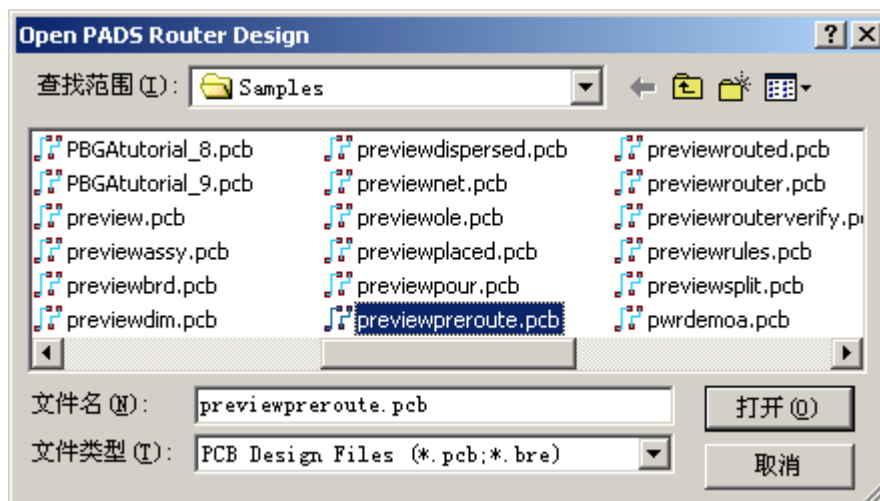 Open PADS Router Design
查找范围(I): Samples
PBGAtutorial_8.pcb previewdispersed.pcb previewrouted.pcb
PBGAtutorial_9.pcb previewnet.pcb previewrouter.pcb
preview.pcb previewole.pcb previewrouterverify.p
previewassy.pcb previewplaced.pcb previewrules.pcb
previewbrd.pcb previewpour.pcb previewsplit.pcb
previewdim.pcb previewpreroute.pcb pwrdemoa.pcb
文件名(N): previewpreroute.pcb 打开(O)
文件类型(T): PCB Design Files (*.pcb;*.bre) 取消